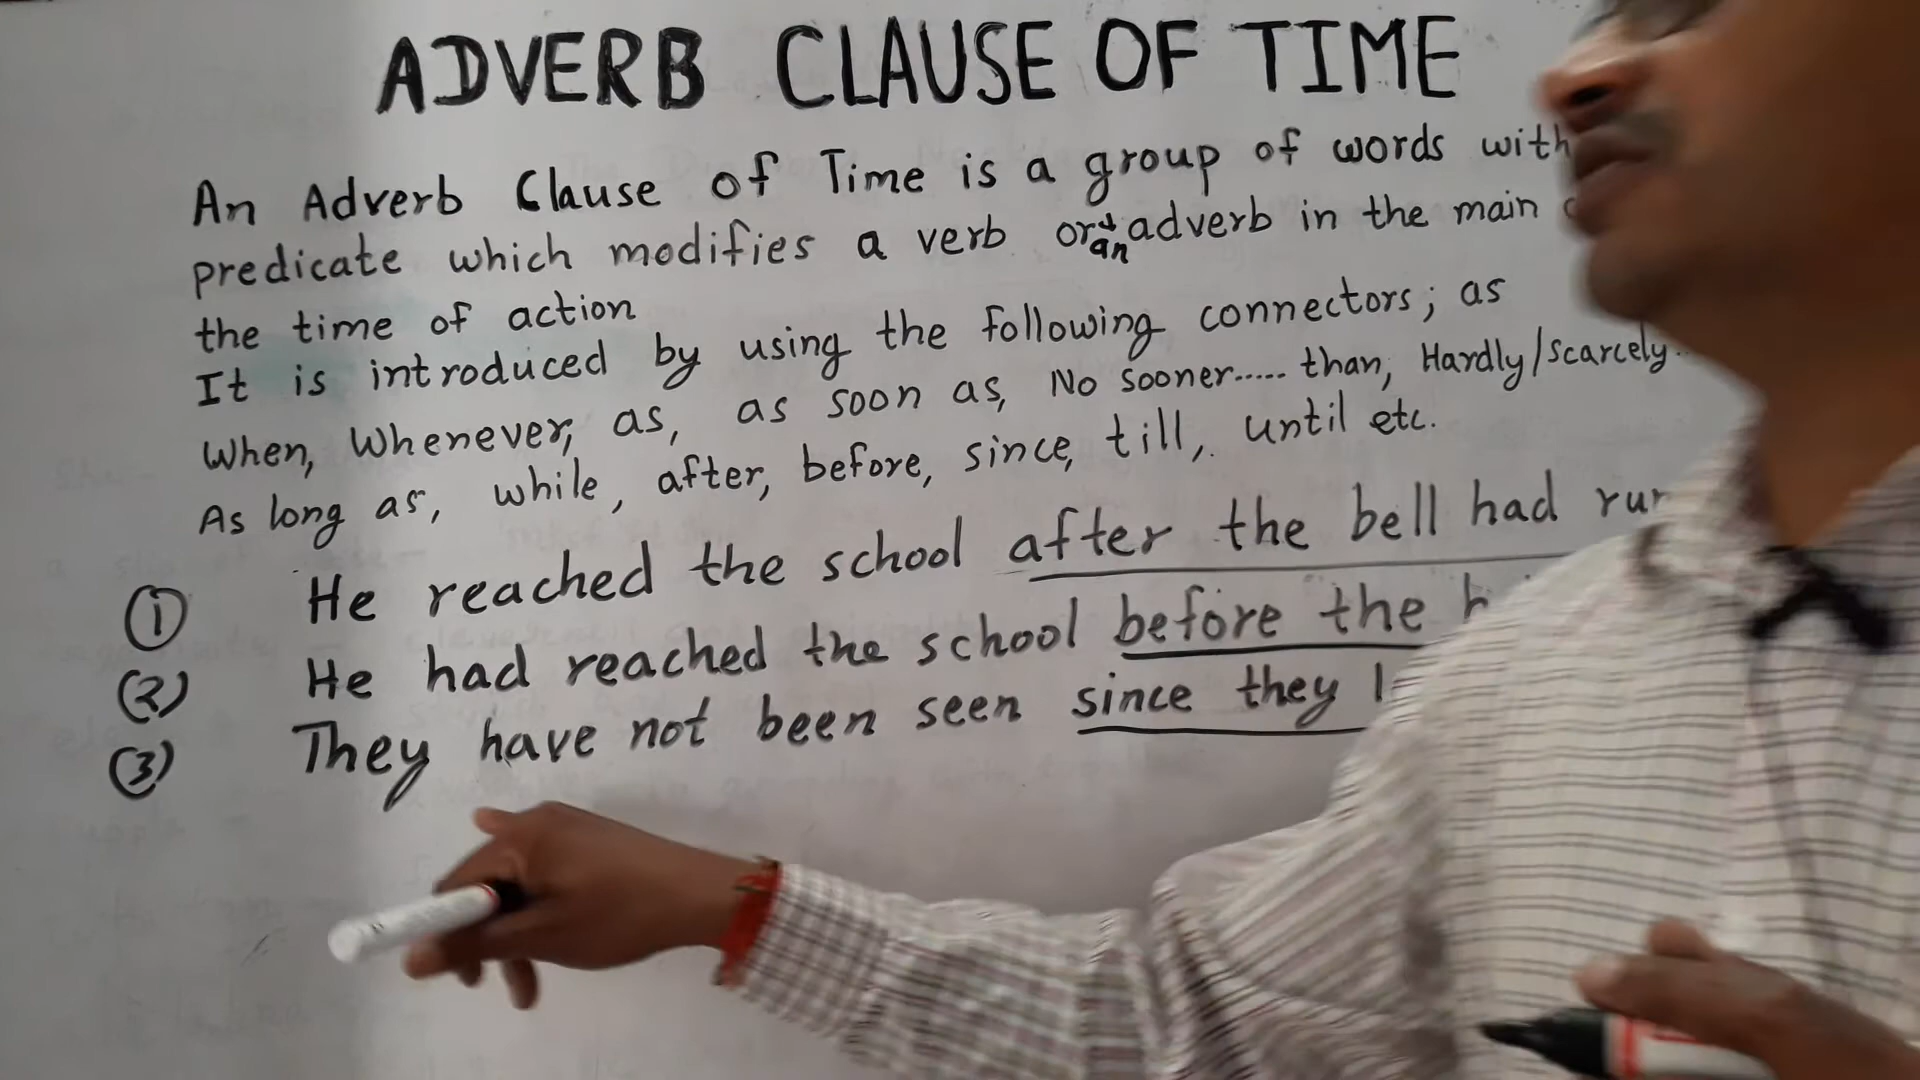 ADVERB CLAUSE OF TIME
An Adverb Clause of Time is a group of words with
predicate which modifies a verb or an adverb in the main
the time of action
It is introduced by using the following connectors; as
When, Whenever, as, as soon as, No sooner..... than, Hardly/scarcely..
As long as, while, after, before, since, till, until etc.
(1) He reached the school after the bell had
(2) He had reached the school before the
(3) They have not been seen since they